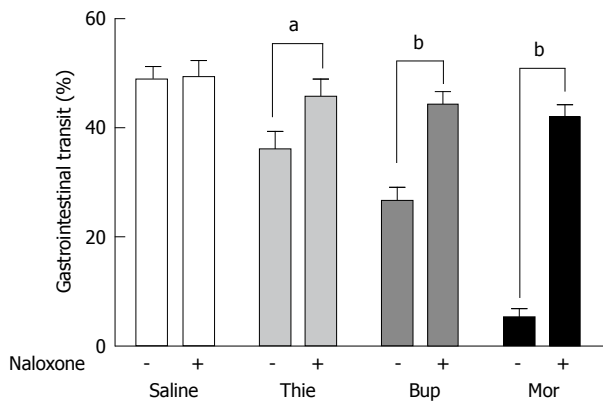 60
a
b
b
40
20
0
Gastrointestinal transit (%)
Naloxone - + - + - + - +
Saline Thie Bup Mor